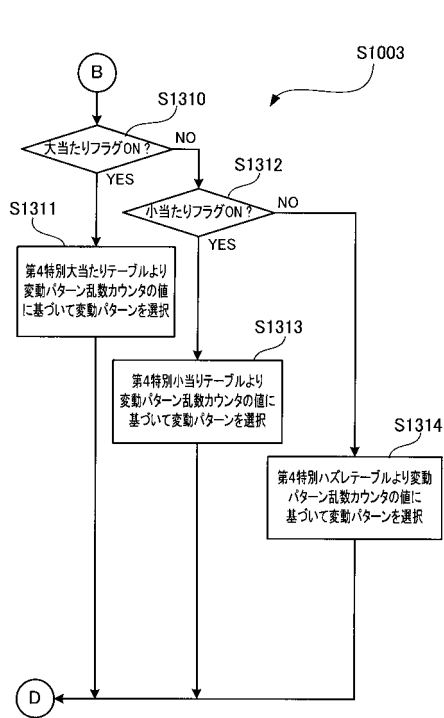 B
S1003
S1310
大当たりフラグON?
NO
YES
S1312
小当たりフラグON?
NO
YES
S1311
第4特別大当たりテーブルより
変動パターン乱数カウンタの値
に基づいて変動パターンを選択
S1313
第4特別小当りテーブルより
変動パターン乱数カウンタの値に
基づいて変動パターンを選択
S1314
第4特別ハズレテーブルより変動
パターン乱数カウンタの値に
基づいて変動パターンを選択
D